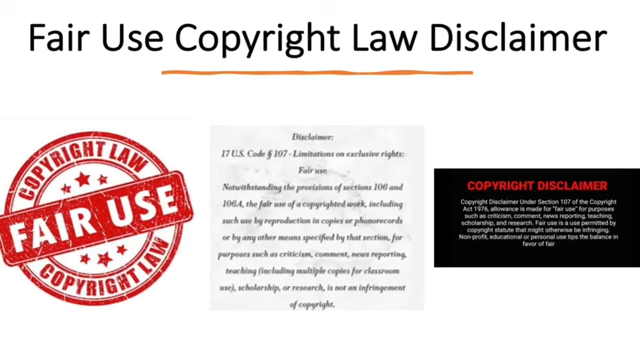 Fair Use Copyright Law Disclaimer
COPYRIGHT LAW
FAIR USE
COPYRIGHT LAW
Disclaimer:
17 U.S. Code § 107 - Limitations on exclusive rights:
Fair use
Notwithstanding the provisions of sections 106 and
106A, the fair use of a copyrighted work, including
such use by reproduction in copies or phonorecords
or by any other means specified by that section, for
purposes such as criticism, comment, news reporting,
teaching (including multiple copies for classroom
use), scholarship, or research, is not an infringement
of copyright.
COPYRIGHT DISCLAIMER
Copyright Disclaimer Under Section 107 of the Copyright
Act 1976, allowance is made for "fair use" for purposes
such as criticism, comment, news reporting, teaching,
scholarship, and research. Fair use is a use permitted by
copyright statute that might otherwise be infringing.
Non-profit, educational or personal use tips the balance in
favor of fair